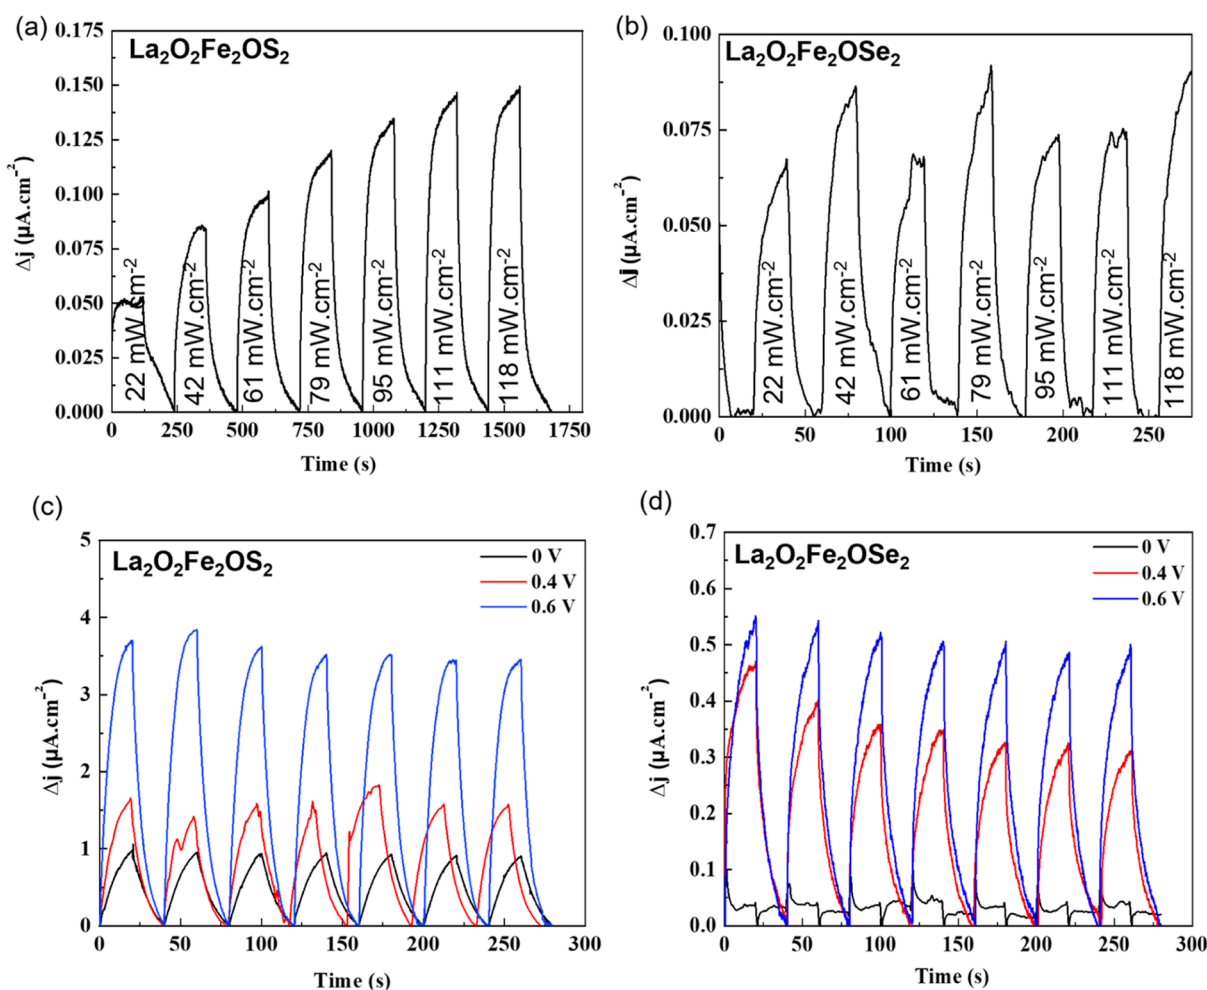 (a)
La₂O₂Fe₂OS₂
0.175
0.150
0.125
0.100
0.075
0.050
0.025
0.000
Δj (μA.cm⁻²)
22 mW.cm⁻²
42 mW.cm⁻²
61 mW.cm⁻²
79 mW.cm⁻²
95 mW.cm⁻²
111 mW.cm⁻²
118 mW.cm⁻²
0 250 500 750 1000 1250 1500 1750
Time (s)
(b)
La₂O₂Fe₂OSe₂
0.100
0.075
0.050
0.025
0.000
Δj (μA.cm⁻²)
22 mW.cm⁻²
42 mW.cm⁻²
61 mW.cm⁻²
79 mW.cm⁻²
95 mW.cm⁻²
111 mW.cm⁻²
118 mW.cm⁻²
0 50 100 150 200 250
Time (s)
(c)
La₂O₂Fe₂OS₂
0 V
0.4 V
0.6 V
5
4
3
2
1
0
Δj (μA.cm⁻²)
0 50 100 150 200 250 300
Time (s)
(d)
La₂O₂Fe₂OSe₂
0 V
0.4 V
0.6 V
0.7
0.6
0.5
0.4
0.3
0.2
0.1
0.0
Δj (μA.cm⁻²)
0 50 100 150 200 250 300
Time (s)